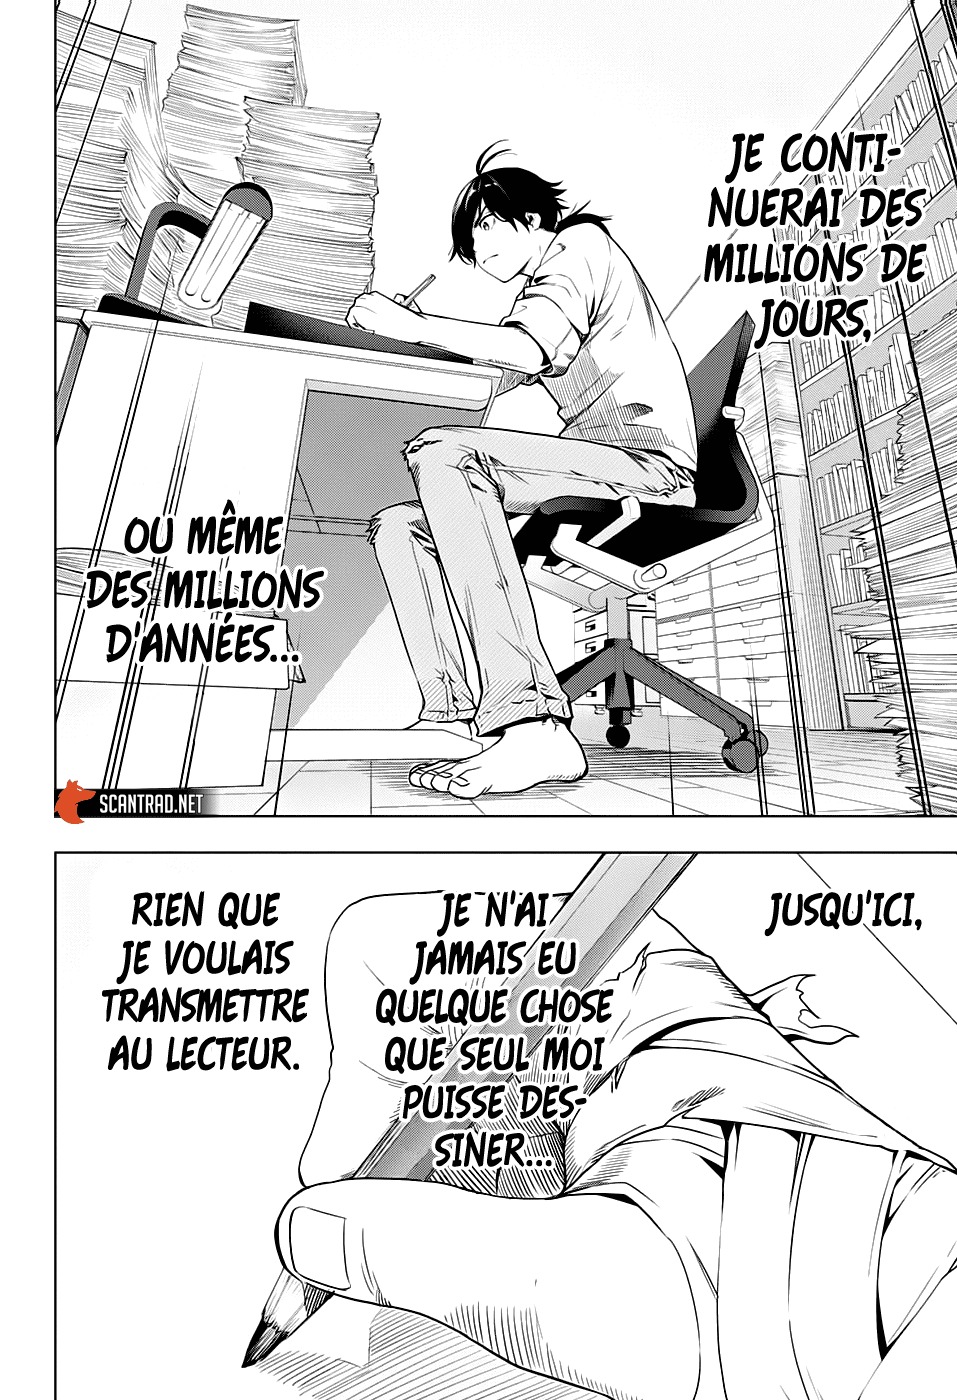 JE CONTI-
NUERAI DES
MILLIONS DE
JOURS,
OU MÊME
DES MILLIONS
D'ANNÉES...
SCANTRAD.NET
JUSQU'ICI,
JE N'AI
JAMAIS EU
QUELQUE CHOSE
QUE SEUL MOI
PUISSE DES-
SINER...
RIEN QUE
JE VOULAIS
TRANSMETTRE
AU LECTEUR.